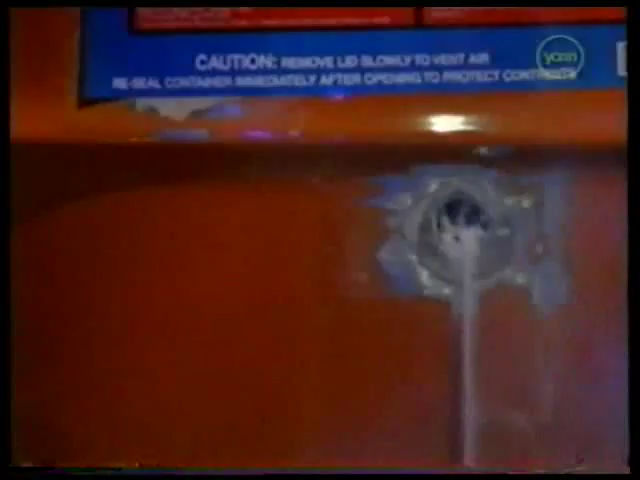 CAUTION: REMOVE LID SLOWLY TO VENT AIR
RE-SEAL CONTAINER IMMEDIATELY AFTER OPENING TO PROTECT CONTENTS